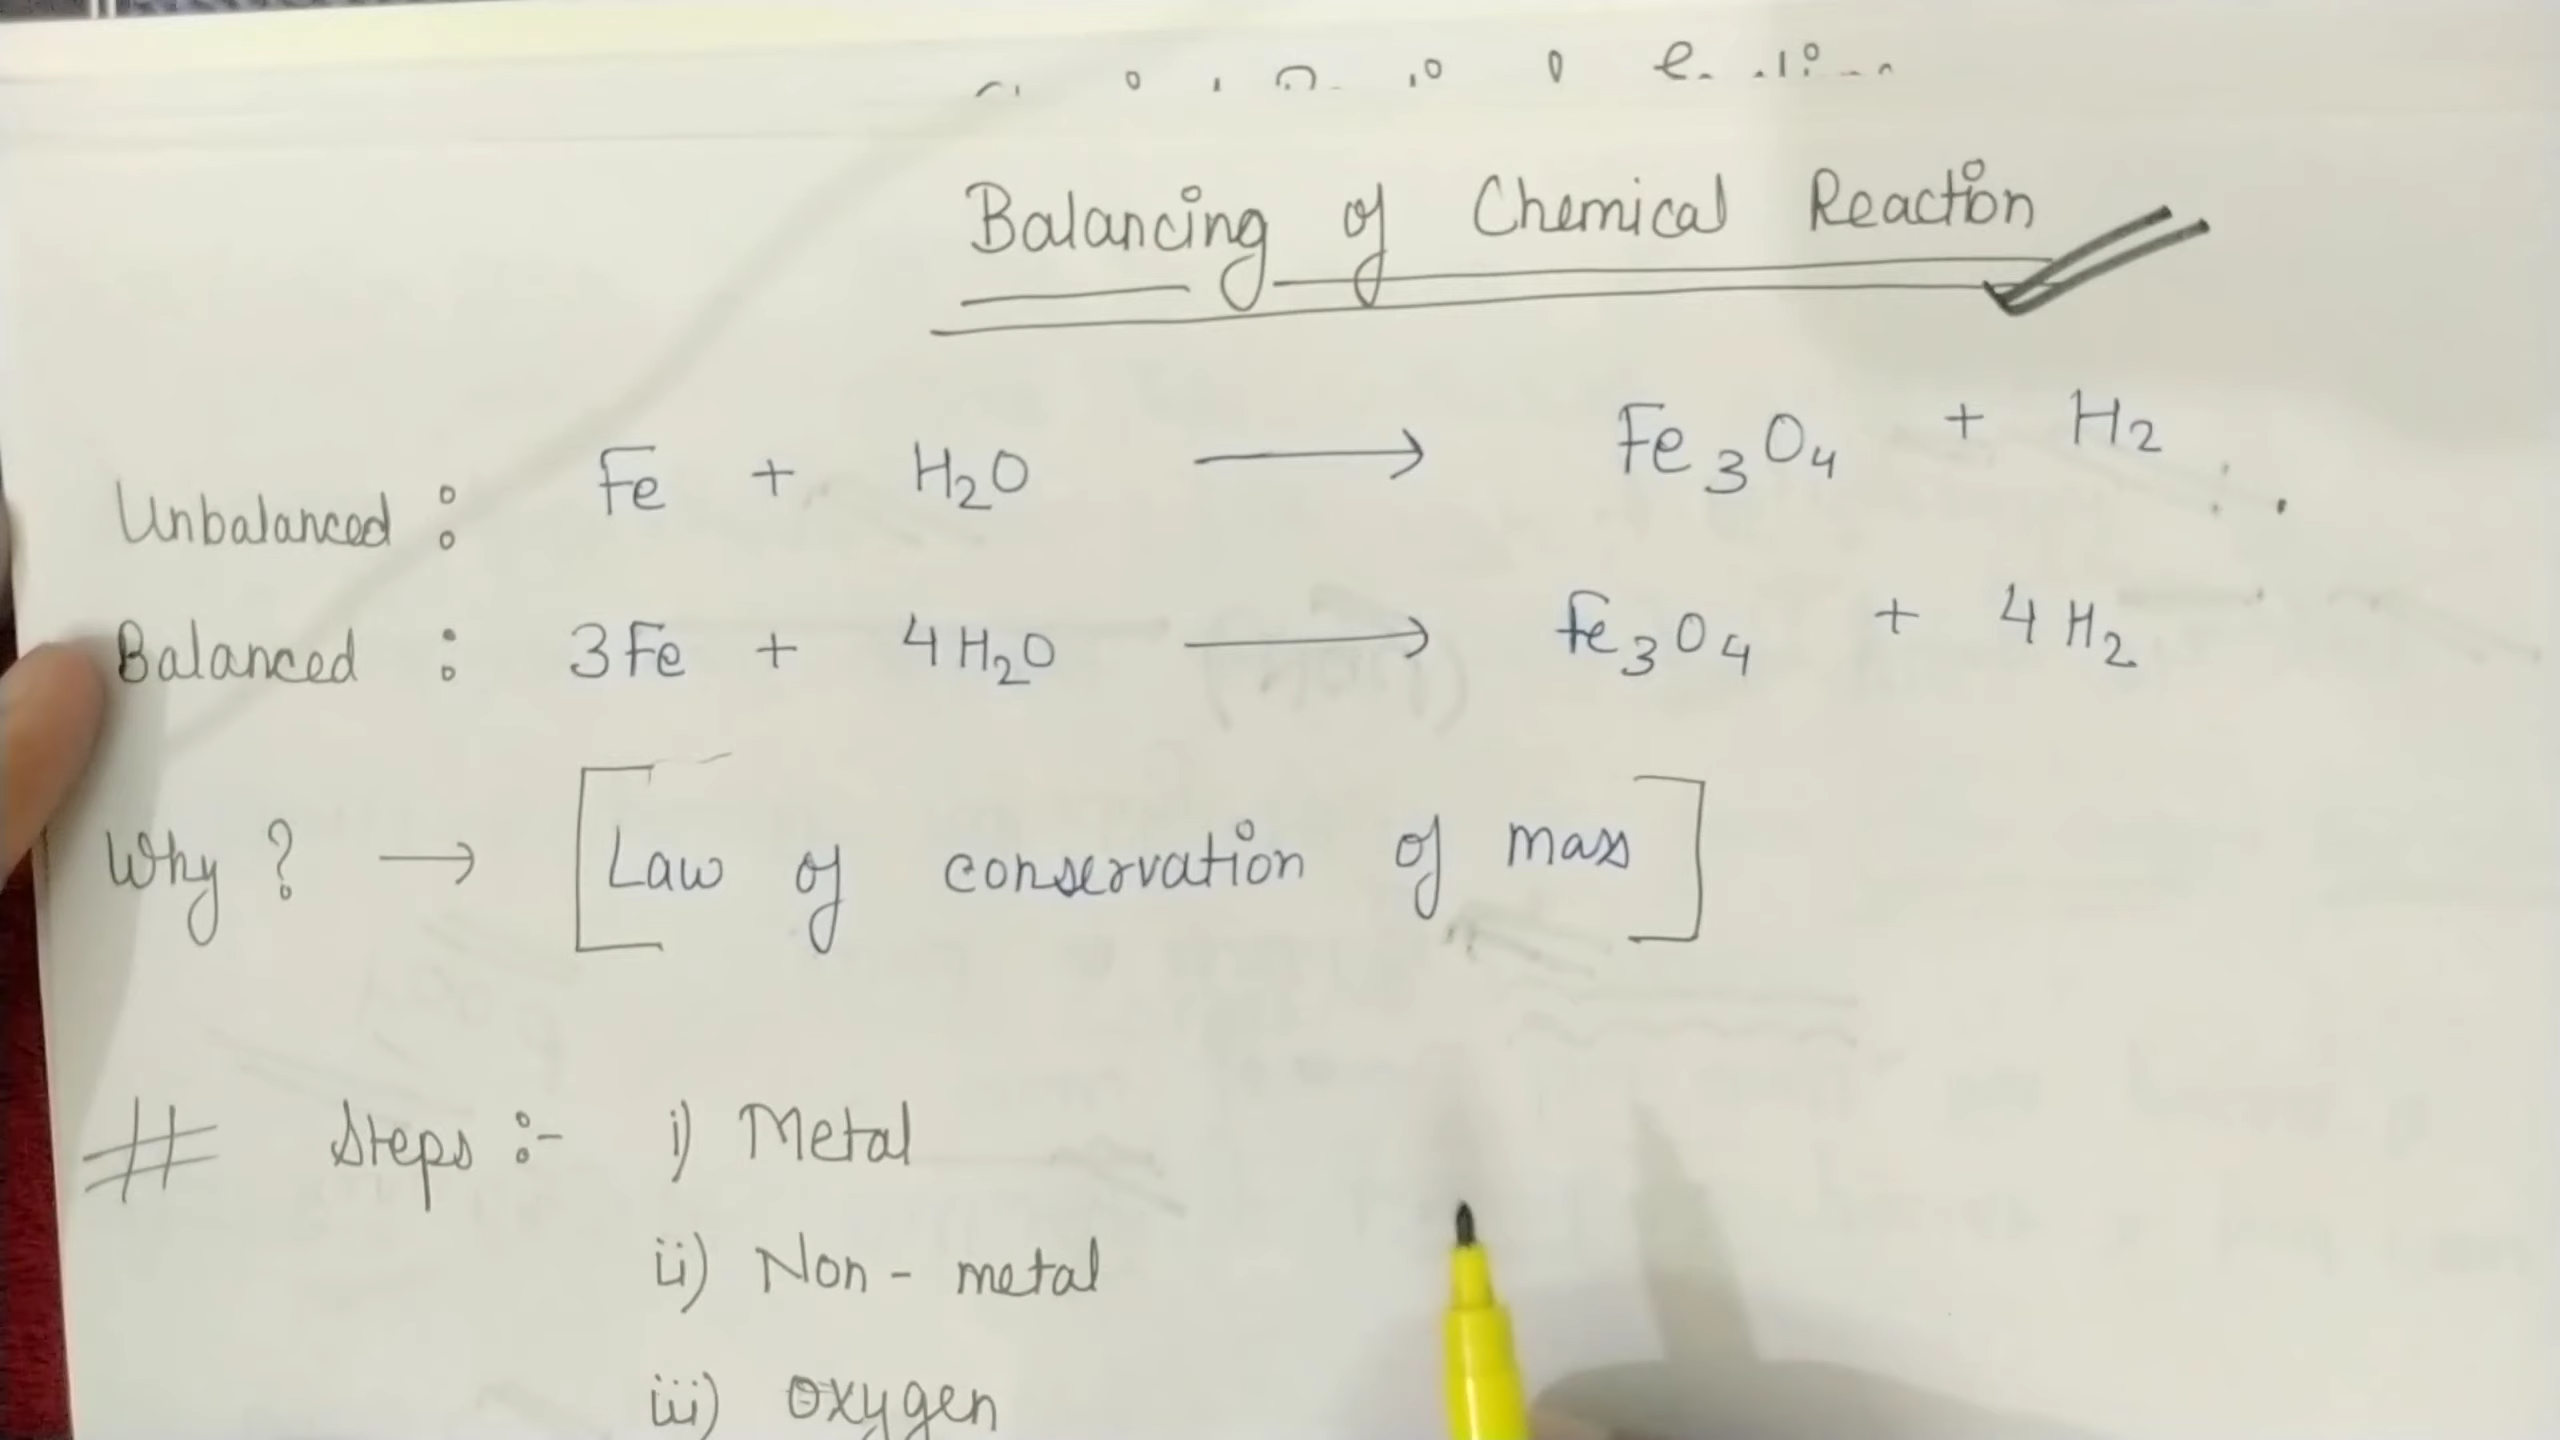 Balancing of Chemical Reaction
Unbalanced : Fe + H₂O ⟶ Fe₃O₄ + H₂
Balanced : 3Fe + 4H₂O ⟶ Fe₃O₄ + 4H₂
Why ? → [Law of conservation of mass]
# Steps :- i) Metal
ii) Non - metal
iii) Oxygen